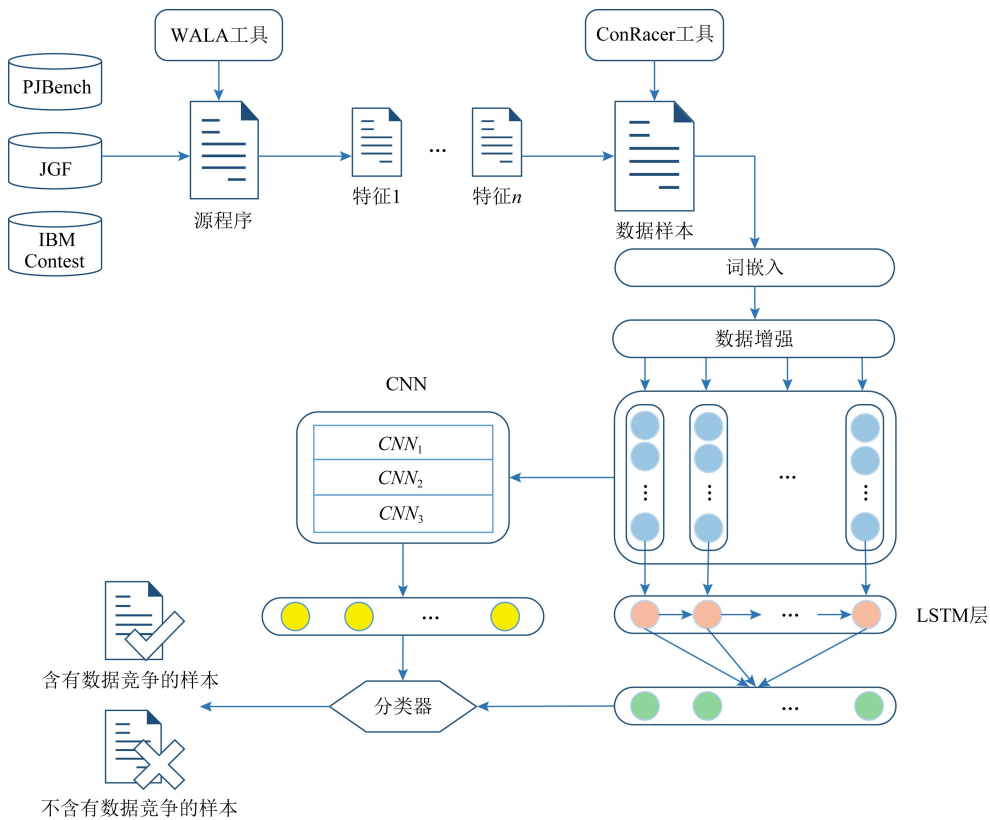 WALA工具
ConRacer工具
PJBench
JGF
IBM
Contest
源程序
特征1
...
特征n
数据样本
词嵌入
数据增强
CNN
CNN1
CNN2
CNN3
...
⋮
⋮
⋮
...
...
LSTM层
含有数据竞争的样本
分类器
...
不含有数据竞争的样本